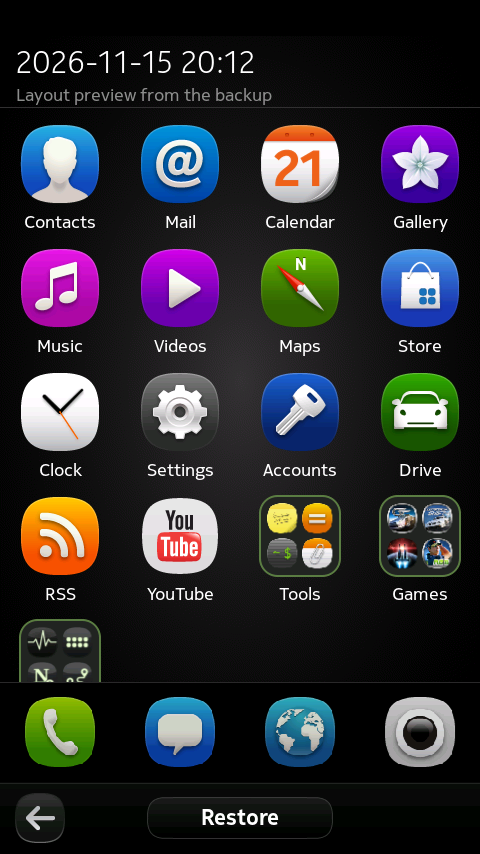 2026-11-15 20:12
Layout preview from the backup
21
N
Contacts
Mail
Calendar
Gallery
Music
Videos
Maps
Store
Clock
Settings
Accounts
Drive
You
Tube
~ $
RSS
YouTube
Tools
Games
N
Restore